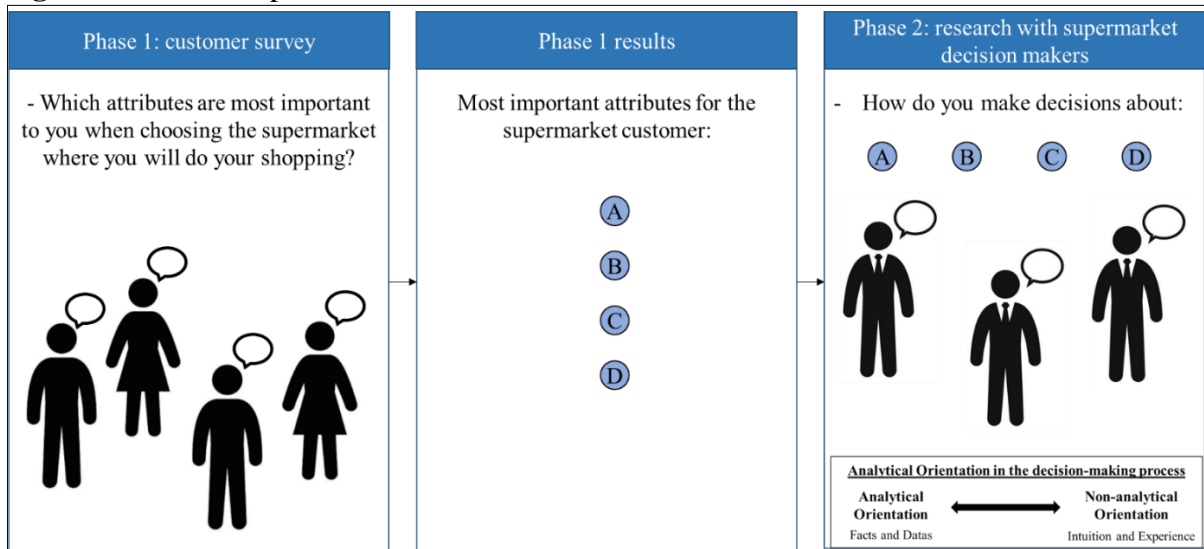 Phase 1: customer survey
- Which attributes are most important
to you when choosing the supermarket
where you will do your shopping?
Phase 1 results
Most important attributes for the
supermarket customer:
A
B
C
D
Phase 2: research with supermarket
decision makers
- How do you make decisions about:
A B C D
Analytical Orientation in the decision-making process
Analytical
Orientation
Facts and Datas
Non-analytical
Orientation
Intuition and Experience